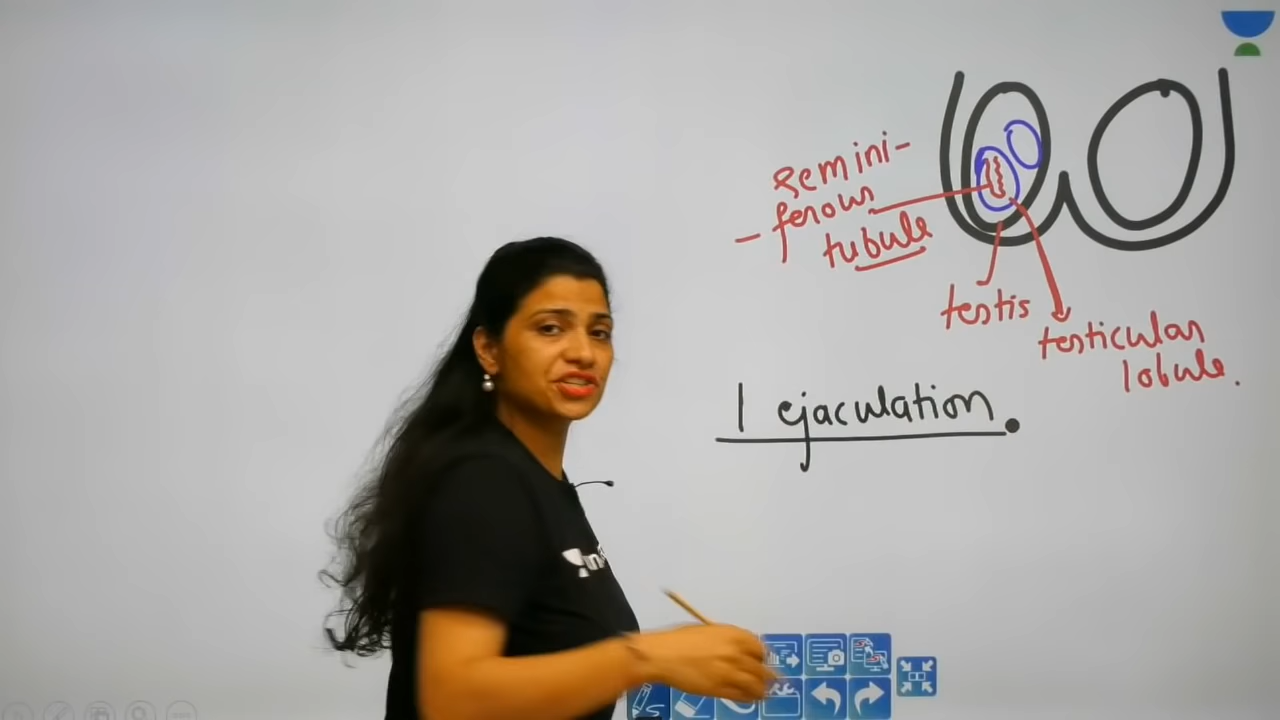 Semini-
-ferous
tubule
testis
testicular
lobule.
1 ejaculation.